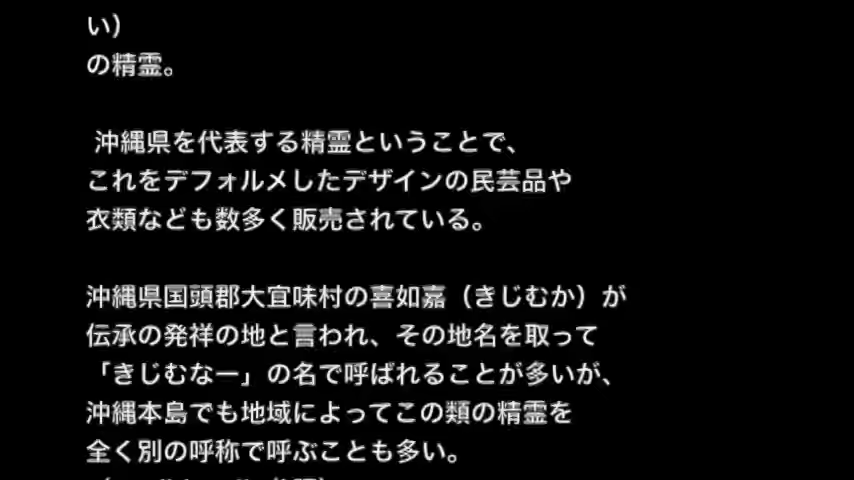 い）
の精霊。
沖縄県を代表する精霊ということで、
これをデフォルメしたデザインの民芸品や
衣類なども数多く販売されている。
沖縄県国頭郡大宜味村の喜如嘉（きじむか）が
伝承の発祥の地と言われ、その地名を取って
「きじむなー」の名で呼ばれることが多いが、
沖縄本島でも地域によってこの類の精霊を
全く別の呼称で呼ぶことも多い。